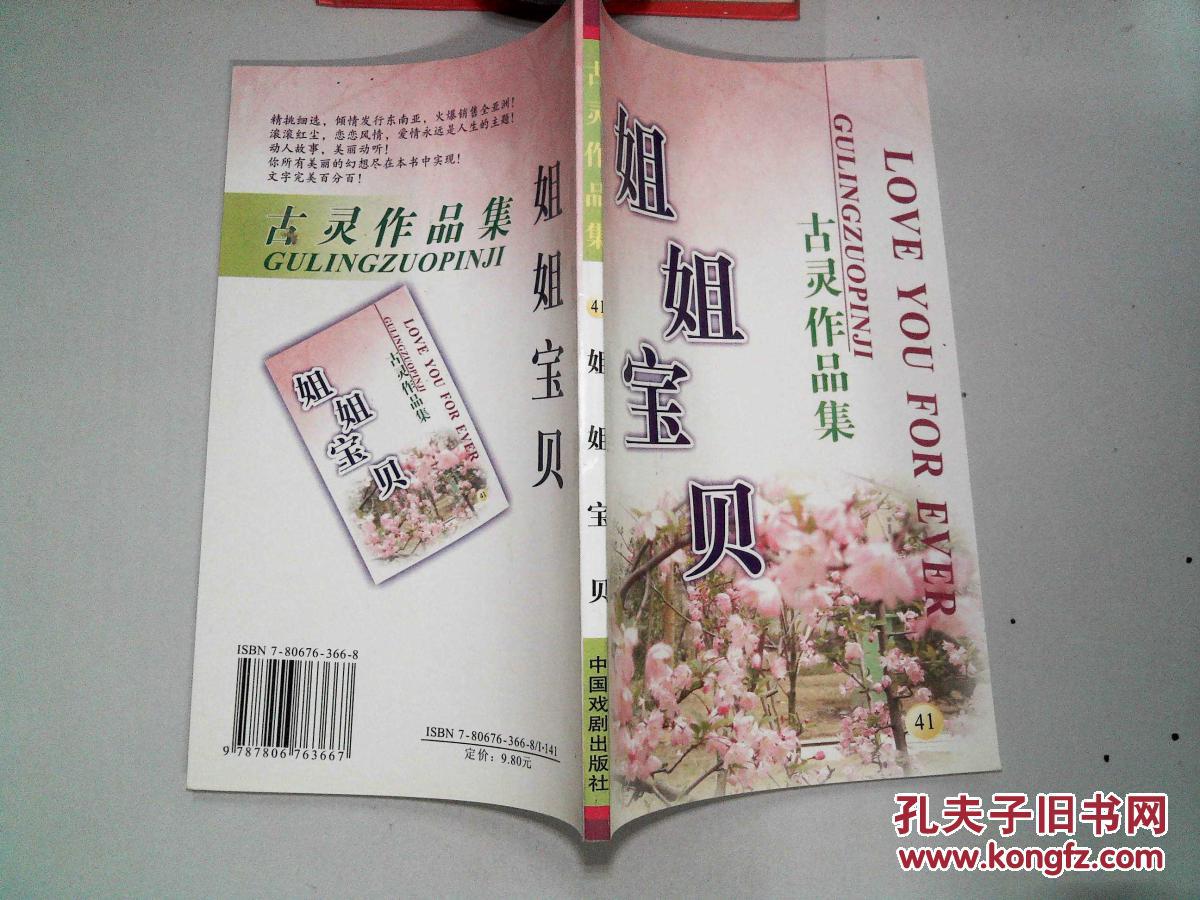 精挑细选，倾情发行东南亚，火爆销售全亚洲！
滚滚红尘，恋恋风情，爱情永远是人生的主题！
动人故事，美丽动听！
你所有美丽的幻想尽在本书中实现！
文字完美百分百！
古灵作品集
GULINGZUOPINJI
姐姐宝贝
姐姐宝贝
古灵作品集
GULINGZUOPINJI
LOVE YOU FOR EVER
41
ISBN 7-80676-366-8
9 787806 763667
ISBN 7-80676-366-8/I·141
定价：9.80元
古灵作品集
41
姐姐宝贝
中国戏剧出版社
姐姐宝贝
古灵作品集
GULINGZUOPINJI
LOVE YOU FOR EVER
41
孔夫子旧书网
www.kongfz.com